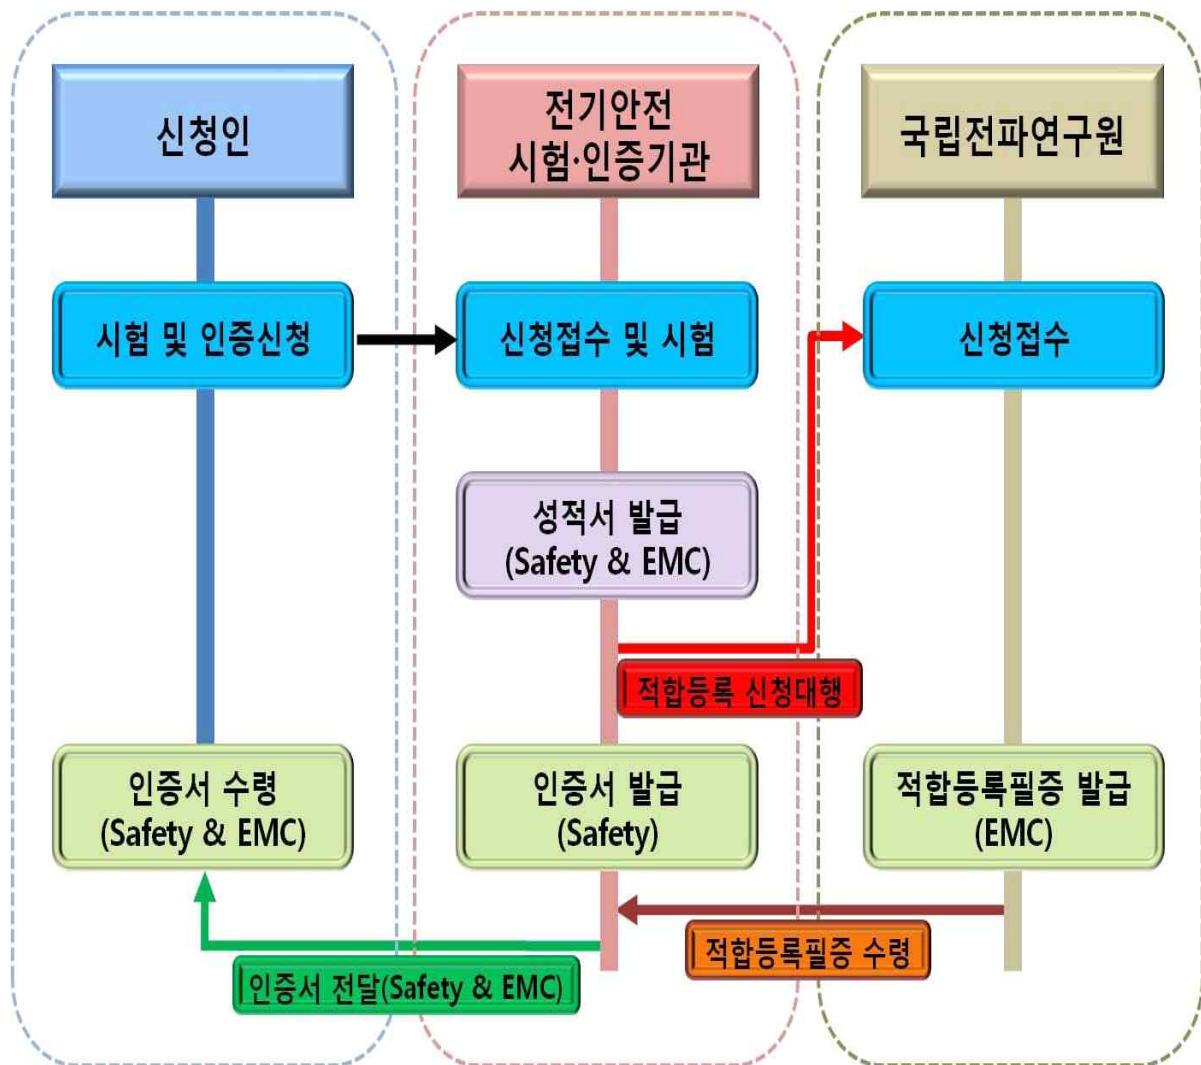 신청인
전기안전
시험·인증기관
국립전파연구원
시험 및 인증신청
신청접수 및 시험
신청접수
성적서 발급
(Safety & EMC)
적합등록 신청대행
인증서 수령
(Safety & EMC)
인증서 발급
(Safety)
적합등록필증 발급
(EMC)
적합등록필증 수령
인증서 전달(Safety & EMC)